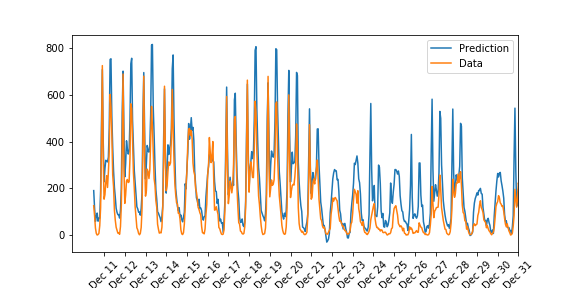 800
600
400
200
0
Prediction
Data
Dec 11
Dec 12
Dec 13
Dec 14
Dec 15
Dec 16
Dec 17
Dec 18
Dec 19
Dec 20
Dec 21
Dec 22
Dec 23
Dec 24
Dec 25
Dec 26
Dec 27
Dec 28
Dec 29
Dec 30
Dec 31